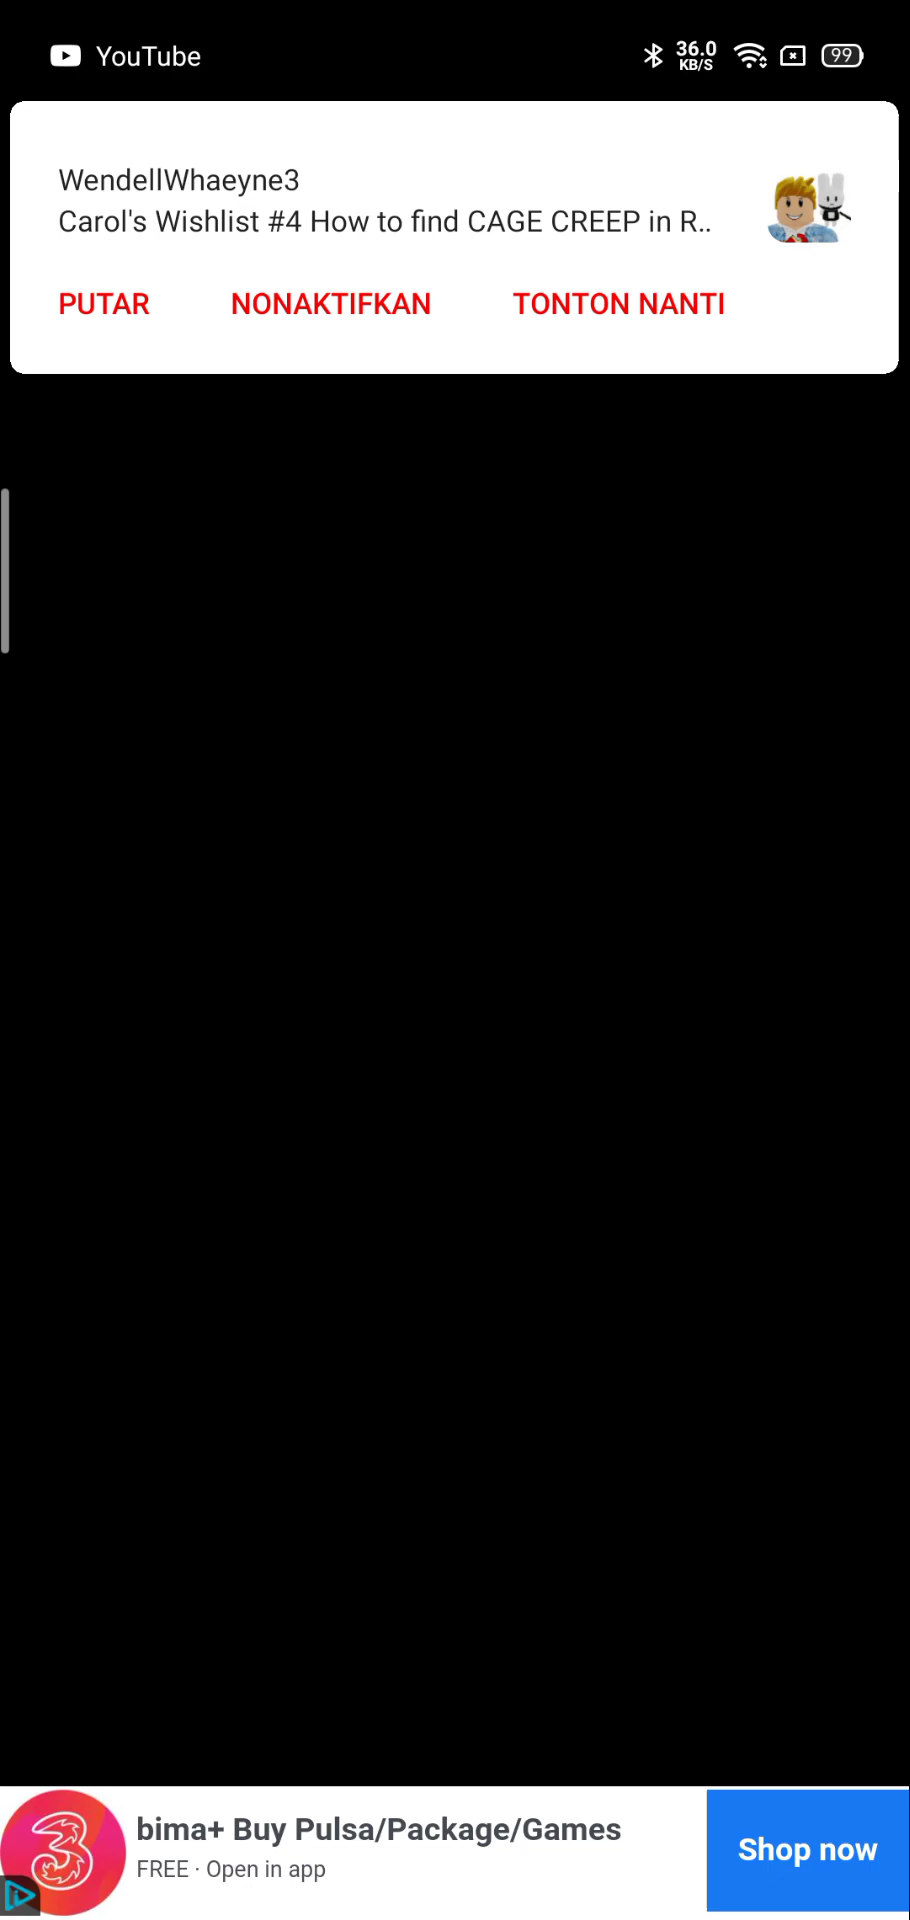 YouTube
36.0
KB/S
99
WendellWhaeyne3
Carol's Wishlist #4 How to find CAGE CREEP in R..
PUTAR NONAKTIFKAN TONTON NANTI
bima+ Buy Pulsa/Package/Games
FREE · Open in app
Shop now